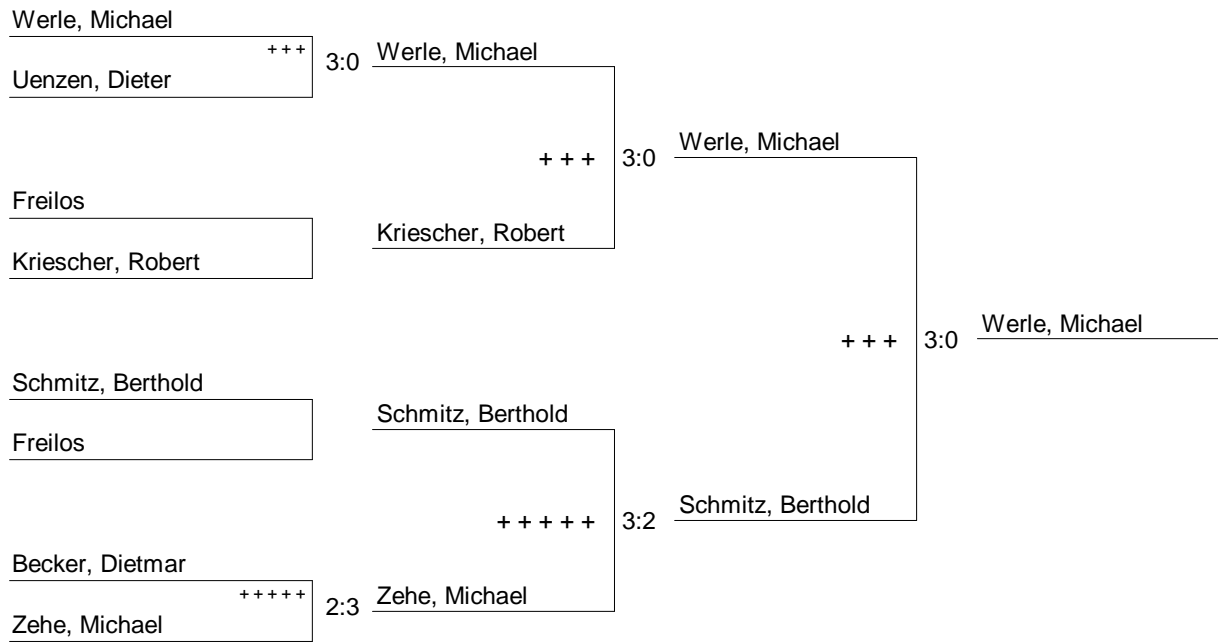 Werle, Michael
+ + +
Uenzen, Dieter
3:0
Werle, Michael
+ + +
3:0
Werle, Michael
Freilos
Kriescher, Robert
Kriescher, Robert
+ + +
3:0
Werle, Michael
Schmitz, Berthold
Freilos
Schmitz, Berthold
+ + + + +
3:2
Schmitz, Berthold
Becker, Dietmar
+ + + + +
Zehe, Michael
2:3
Zehe, Michael